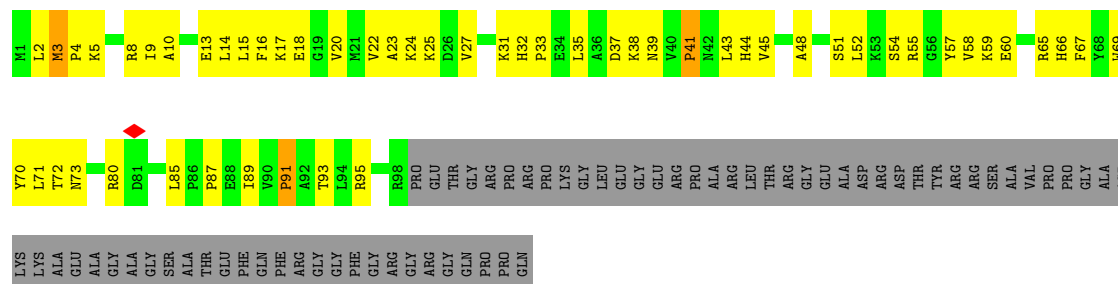 M1 L2 M3 P4 K5 R8 I9 A10 E13 L14 L15 F16 K17 E18 G19 V20 M21 V22 A23 K24 K25 D26 V27 K31 H32 P33 E34 L35 A36 D37 K38 N39 V40 P41 N42 L43 H44 V45 A48 S51 L52 K53 S54 R55 G56 Y57 V58 K59 E60 R65 H66 F67 Y68 W69
Y70 L71 T72 N73 R80 D81 L85 P86 P87 E88 I89 V90 P91 A92 T93 L94 R95 R98 PRO GLU THR GLY ARG PRO ARG PRO LYS GLY LEU GLU GLY GLU ARG PRO ALA ARG LEU THR ARG GLY GLU ALA ASP ARG ASP THR TYR ARG ARG SER ALA VAL PRO PRO GLY ALA
LYS LYS ALA GLU ALA GLY ALA GLY SER ALA THR GLU PHE GLN PHE ARG GLY GLY PHE GLY ARG GLY ARG GLY GLN PRO PRO GLN